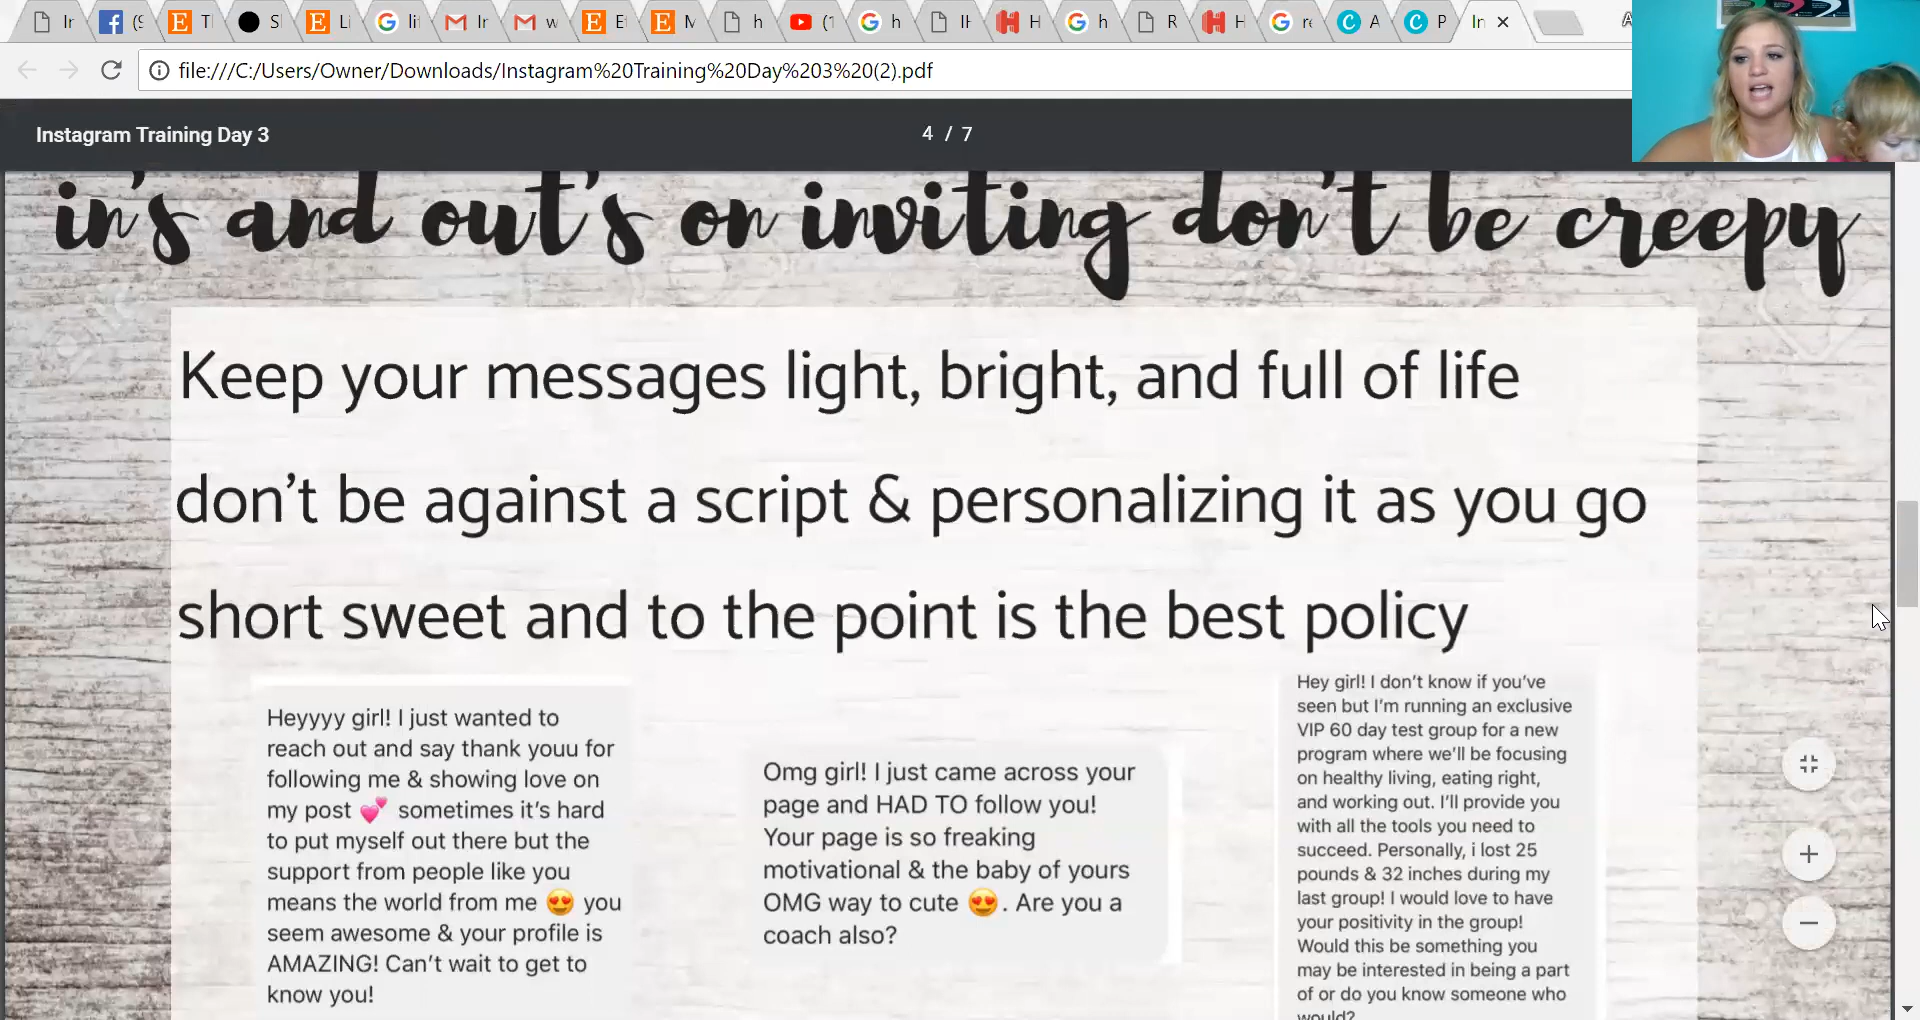 In
(9
T
S
Li
lif
Ir
w
E
M
h
(1
h
IH
H
h
R
H
re
A
P
In
file:///C:/Users/Owner/Downloads/Instagram%20Training%20Day%203%20(2).pdf
Instagram Training Day 3
4 / 7
in's and out's on inviting don't be creepy
Keep your messages light, bright, and full of life
don't be against a script & personalizing it as you go
short sweet and to the point is the best policy
Heyyyy girl! I just wanted to
reach out and say thank youu for
following me & showing love on
my post 💕 sometimes it's hard
to put myself out there but the
support from people like you
means the world from me 😍 you
seem awesome & your profile is
AMAZING! Can't wait to get to
know you!
Omg girl! I just came across your
page and HAD TO follow you!
Your page is so freaking
motivational & the baby of yours
OMG way to cute 😍. Are you a
coach also?
Hey girl! I don't know if you've
seen but I'm running an exclusive
VIP 60 day test group for a new
program where we'll be focusing
on healthy living, eating right,
and working out. I'll provide you
with all the tools you need to
succeed. Personally, i lost 25
pounds & 32 inches during my
last group! I would love to have
your positivity in the group!
Would this be something you
may be interested in being a part
of or do you know someone who
would?